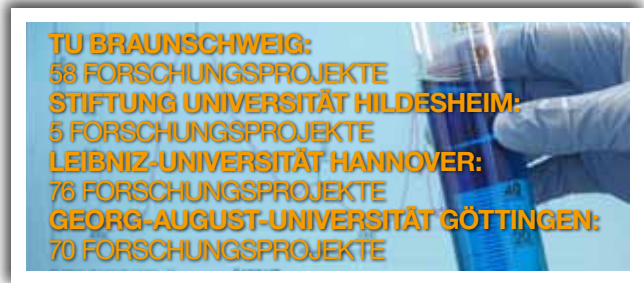 TU BRAUNSCHWEIG:
58 FORSCHUNGSPROJEKTE
STIFTUNG UNIVERSITÄT HILDESHEIM:
5 FORSCHUNGSPROJEKTE
LEIBNIZ-UNIVERSITÄT HANNOVER:
76 FORSCHUNGSPROJEKTE
GEORG-AUGUST-UNIVERSITÄT GÖTTINGEN:
70 FORSCHUNGSPROJEKTE